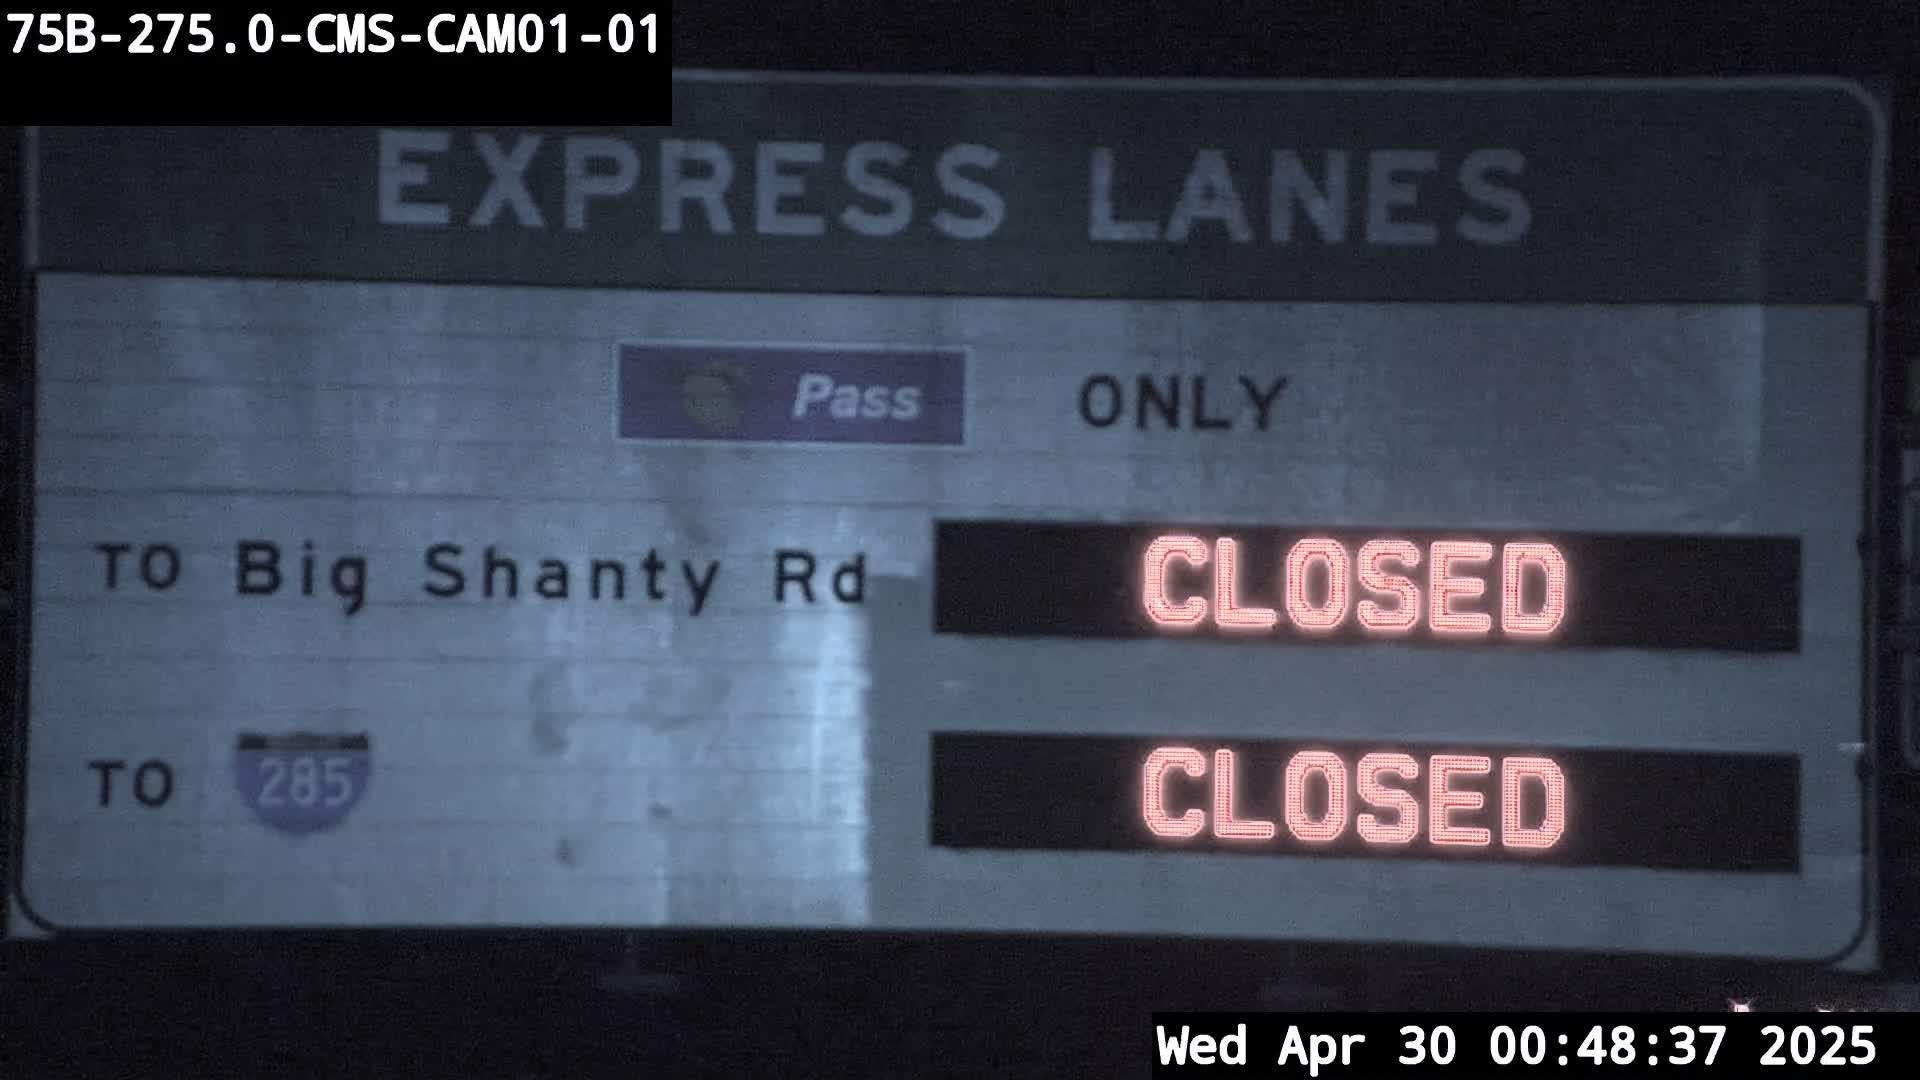 75B-275.0-CMS-CAM01-01
EXPRESS LANES
Pass ONLY
TO Big Shanty Rd CLOSED
TO 285 CLOSED
Wed Apr 30 00:48:37 2025